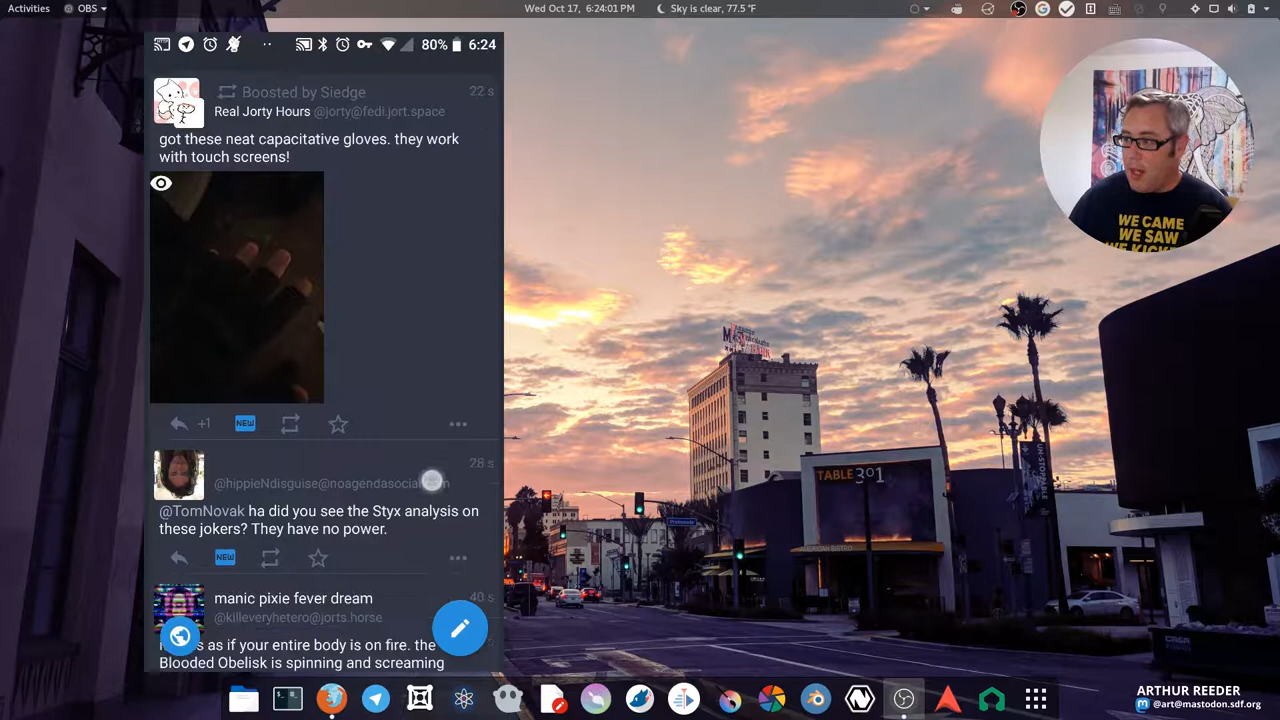 Activities
OBS
Wed Oct 17, 6:24:01 PM
Sky is clear, 77.5 °F
80%
6:24
Boosted by Siedge
22 s
Real Jorty Hours @jorty@fedi.jort.space
got these neat capacitative gloves. they work
with touch screens!
+1
NEW
28 s
@TomNovak ha did you see the Styx analysis on
these jokers? They have no power.
NEW
manic pixie fever dream
40 s
@killeveryhetero@jorts.horse
as if your entire body is on fire. the
Blooded Obelisk is spinning and screaming
WE CAME
WE SAW
TABLE 301
AMERICAN BISTRO
UN-STOPPABLE
ARTHUR REEDER
@art@mastodon.sdf.org